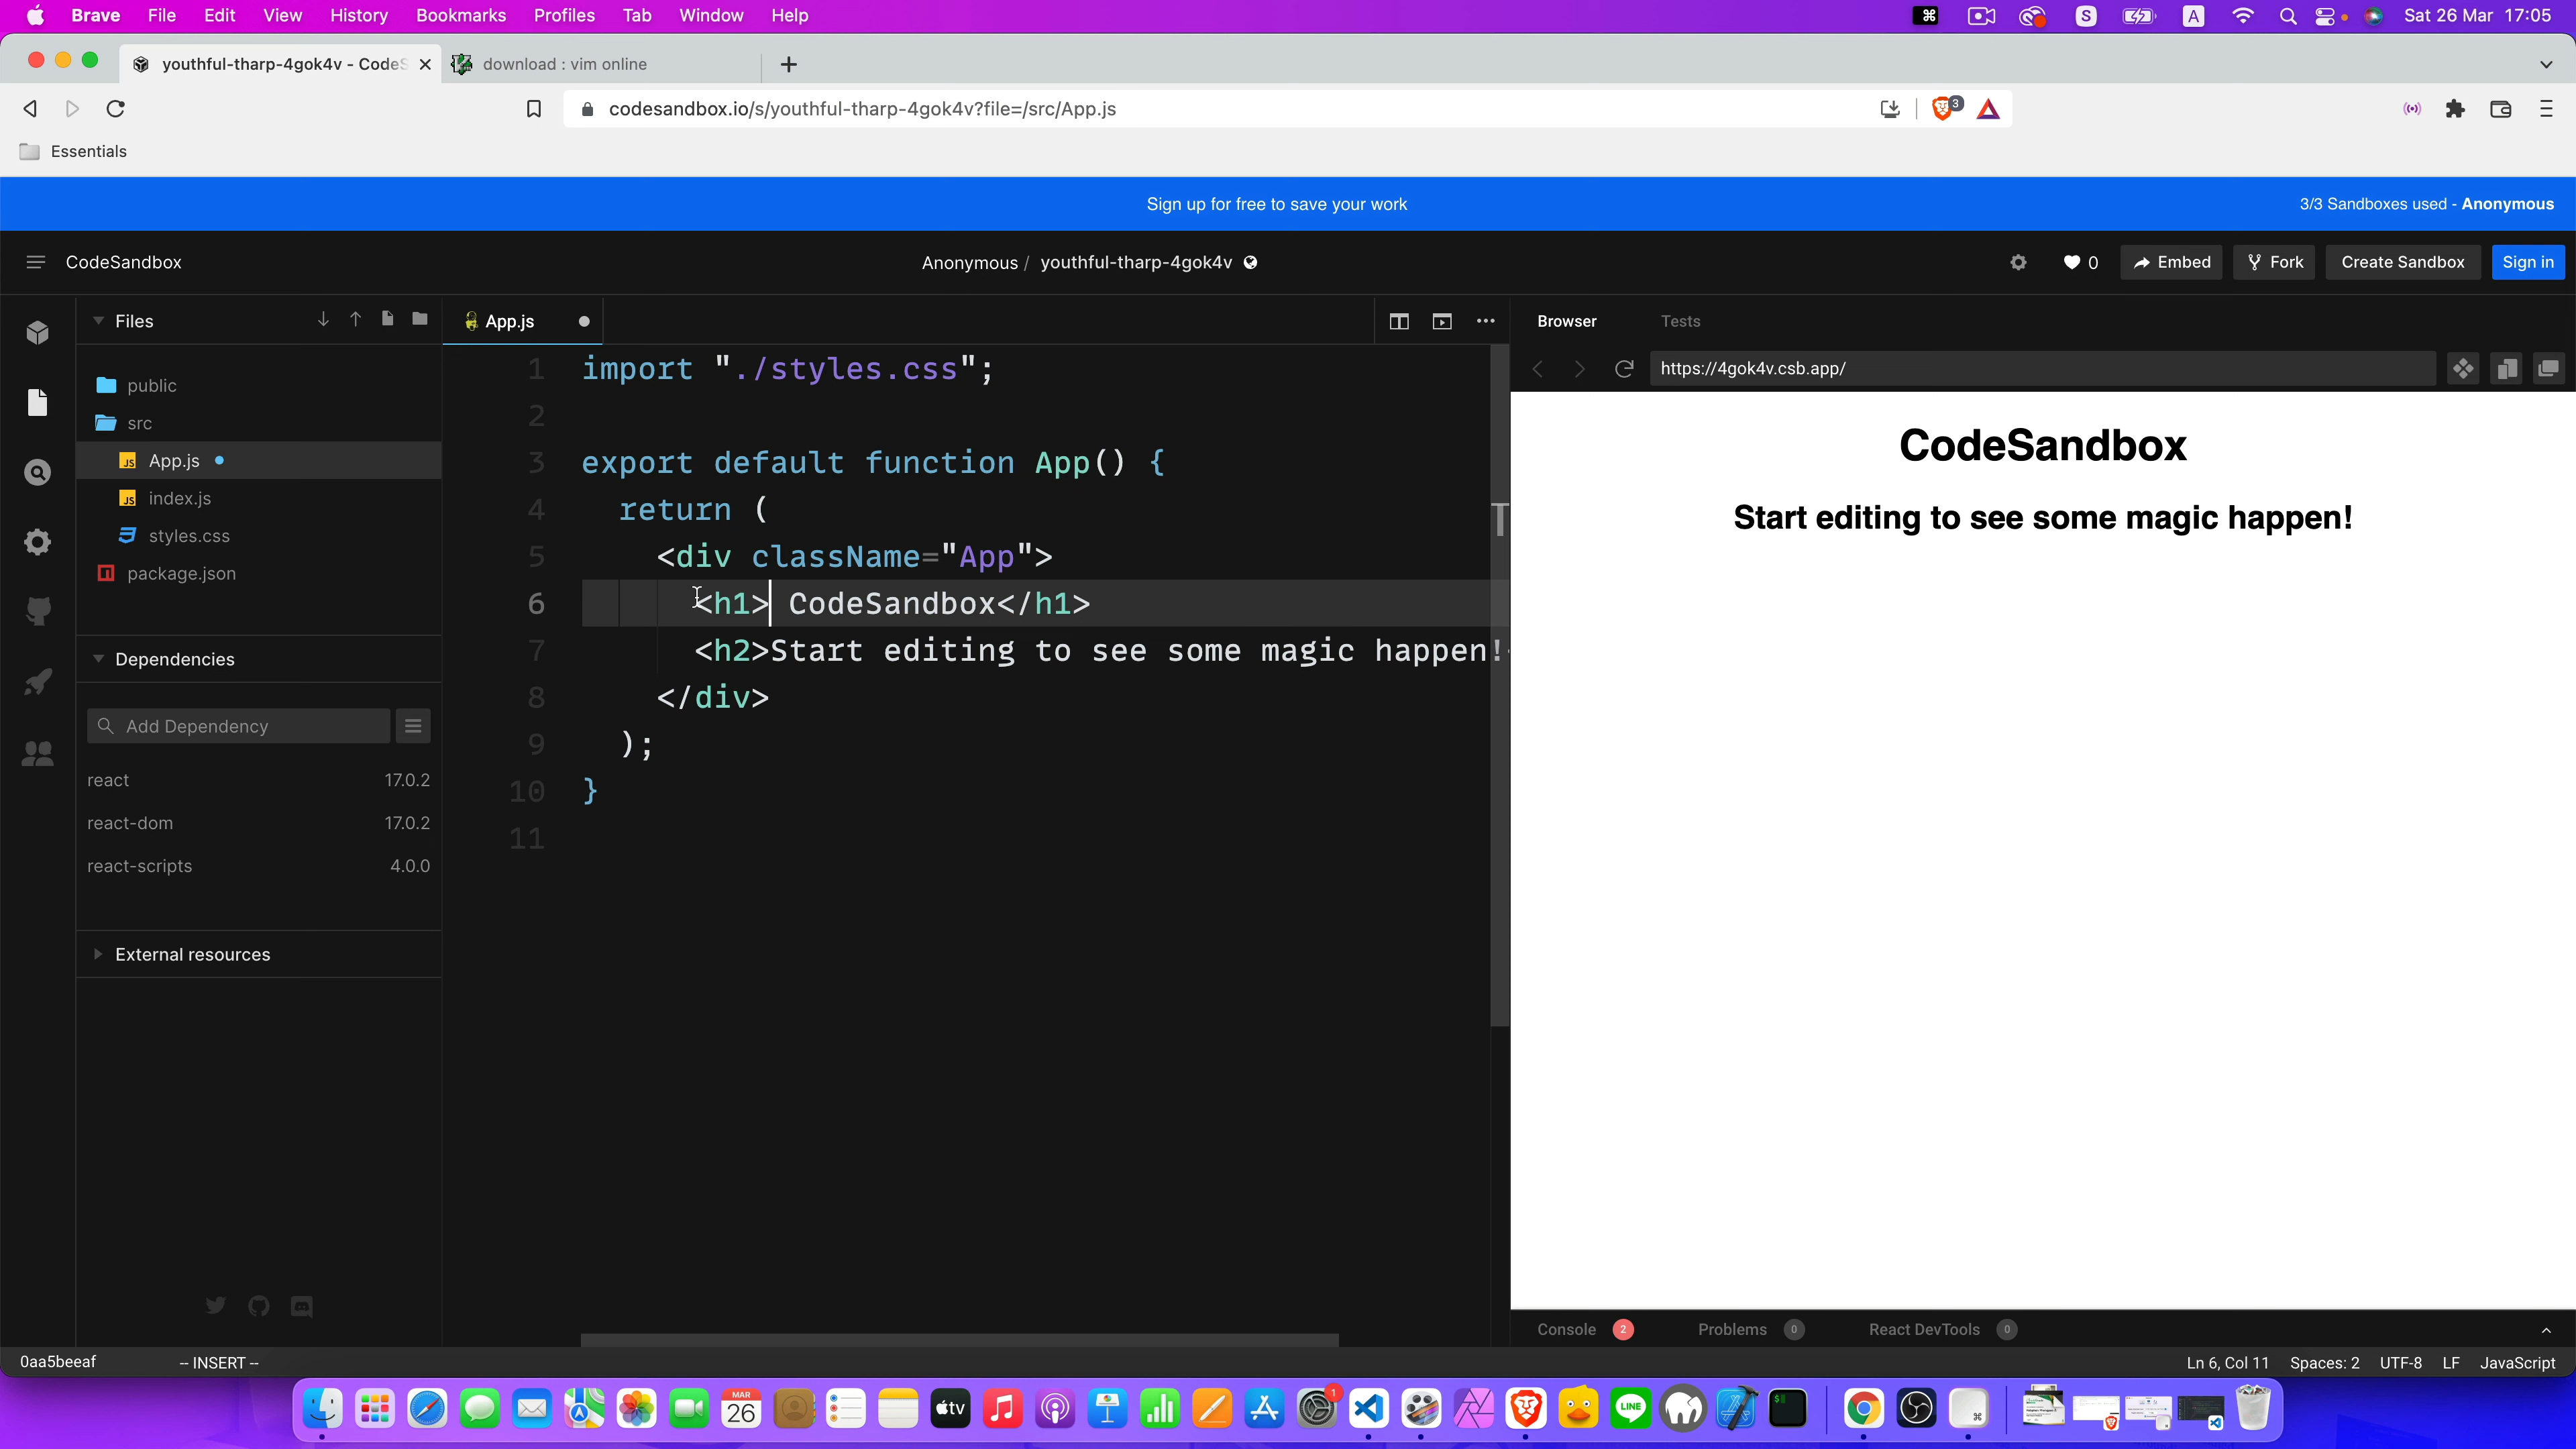 Brave File Edit View History Bookmarks Profiles Tab Window Help
⌘ S A Sat 26 Mar 17:05
youthful-tharp-4gok4v - CodeS
download : vim online
codesandbox.io/s/youthful-tharp-4gok4v?file=/src/App.js
3
Essentials
Sign up for free to save your work
3/3 Sandboxes used - Anonymous
CodeSandbox
Anonymous / youthful-tharp-4gok4v
0
Embed
Fork
Create Sandbox
Sign in
Files
App.js
Browser
Tests
https://4gok4v.csb.app/
public
src
JS App.js
JS index.js
styles.css
package.json
Dependencies
Add Dependency
react 17.0.2
react-dom 17.0.2
react-scripts 4.0.0
External resources
1 import "./styles.css";
2
3 export default function App() {
4 return (
5 <div className="App">
6 <h1> CodeSandbox</h1>
7 <h2>Start editing to see some magic happen!
8 </div>
9 );
10 }
11
CodeSandbox
Start editing to see some magic happen!
Console 2
Problems 0
React DevTools 0
0aa5beeaf
-- INSERT --
Ln 6, Col 11
Spaces: 2
UTF-8
LF
JavaScript
MAR
26
tv
1
LINE
$
⌘